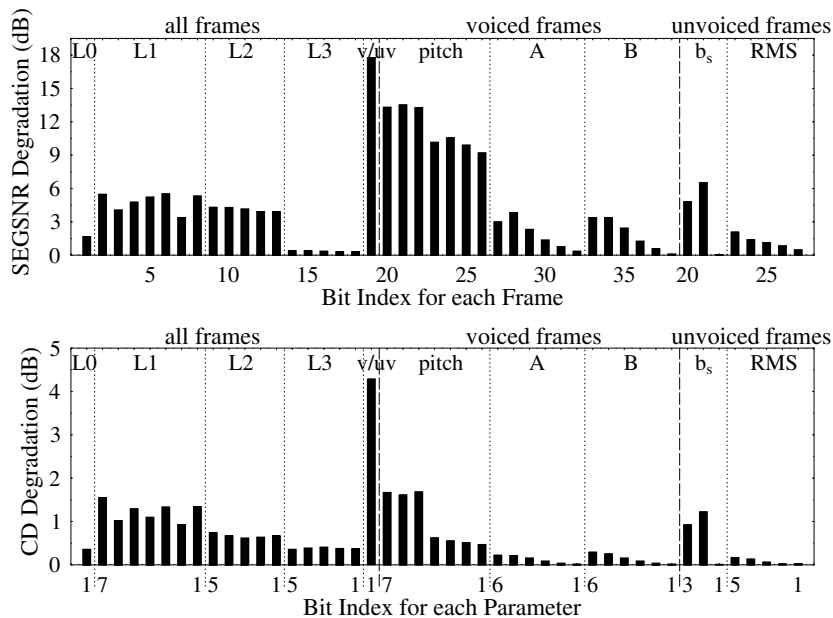 all frames voiced frames unvoiced frames
L0 L1 L2 L3 v/uv pitch A B b_s RMS
SEGSNR Degradation (dB)
18
15
12
9
6
3
0
5 10 15 20 25 30 35 20 25
Bit Index for each Frame
all frames voiced frames unvoiced frames
L0 L1 L2 L3 v/uv pitch A B b_s RMS
CD Degradation (dB)
5
4
3
2
1
0
1 7 1 5 1 5 1 1 7 1 6 1 6 1 3 1 5 1
Bit Index for each Parameter